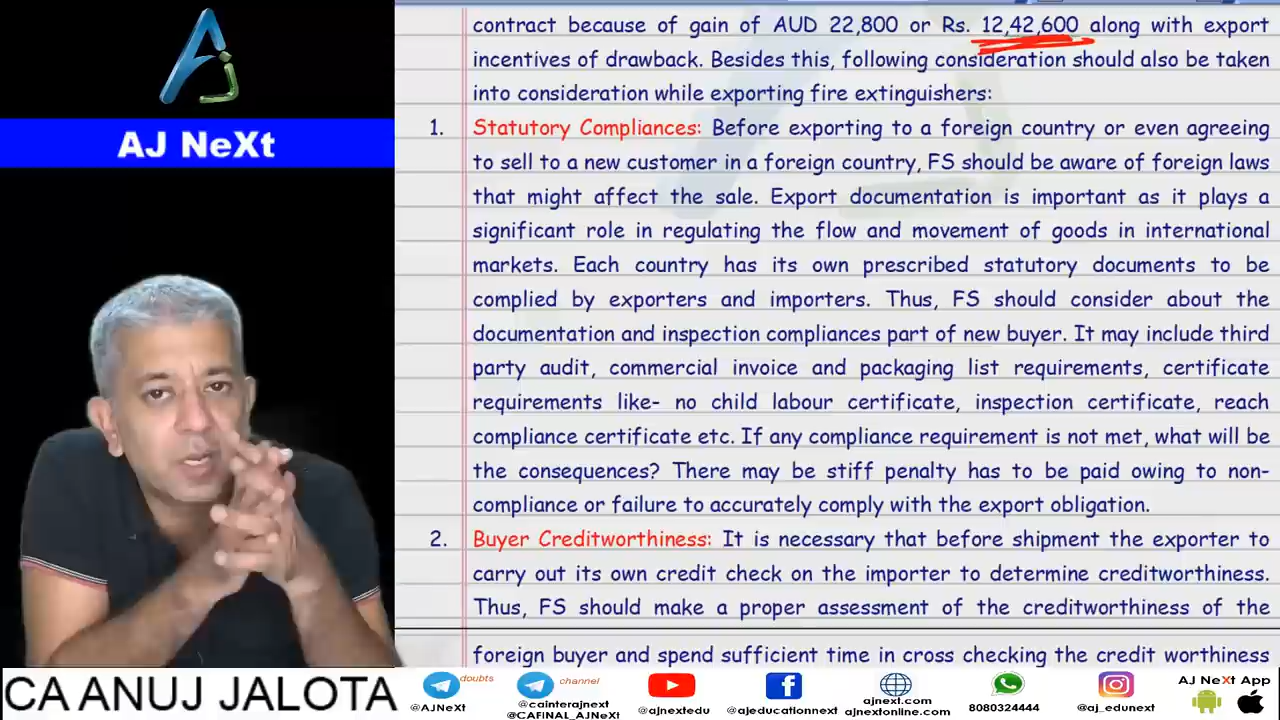 contract because of gain of AUD 22,800 or Rs. 12,42,600 along with export
incentives of drawback. Besides this, following consideration should also be taken
into consideration while exporting fire extinguishers:
1. Statutory Compliances: Before exporting to a foreign country or even agreeing
to sell to a new customer in a foreign country, FS should be aware of foreign laws
that might affect the sale. Export documentation is important as it plays a
significant role in regulating the flow and movement of goods in international
markets. Each country has its own prescribed statutory documents to be
complied by exporters and importers. Thus, FS should consider about the
documentation and inspection compliances part of new buyer. It may include third
party audit, commercial invoice and packaging list requirements, certificate
requirements like- no child labour certificate, inspection certificate, reach
compliance certificate etc. If any compliance requirement is not met, what will be
the consequences? There may be stiff penalty has to be paid owing to non-
compliance or failure to accurately comply with the export obligation.
2. Buyer Creditworthiness: It is necessary that before shipment the exporter to
carry out its own credit check on the importer to determine creditworthiness.
Thus, FS should make a proper assessment of the creditworthiness of the
foreign buyer and spend sufficient time in cross checking the credit worthiness
AJ
AJ NeXt
CA ANUJ JALOTA
doubts
@AJNeXt
channel
@cainterajnext
@CAFINAL_AJNeXt
@ajnextedu
@ajeducationnext
ajnext.com
ajnextonline.com
8080324444
@aj_edunext
AJ NeXt App